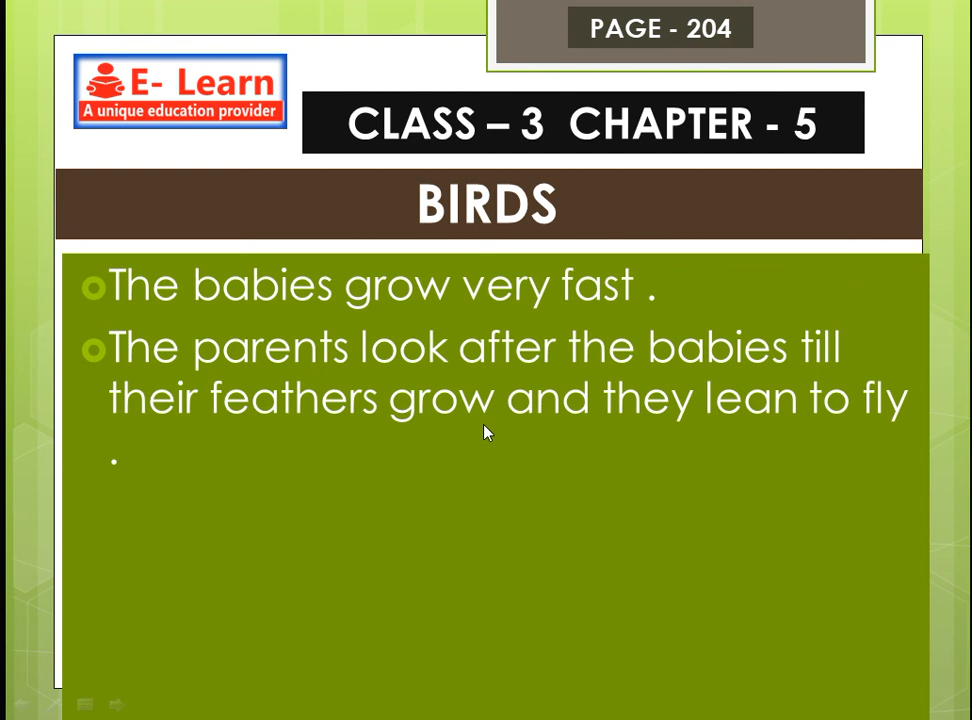 PAGE - 204
E- Learn
A unique education provider
CLASS – 3 CHAPTER - 5
BIRDS
The babies grow very fast .
The parents look after the babies till
their feathers grow and they lean to fly
.